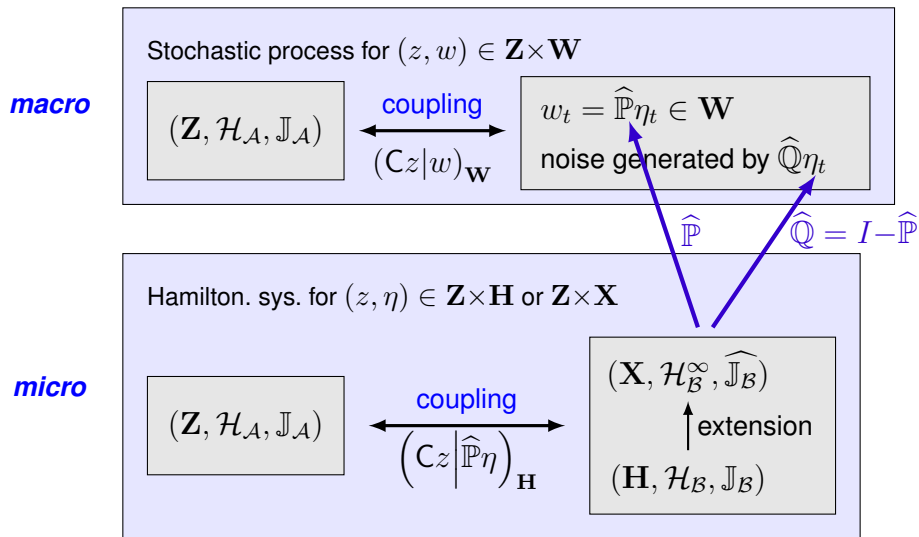 Stochastic process for (z, w) ∈ Z×W
macro
(Z, ℋ_𝒜, 𝕁_𝒜)
coupling
(Cz|w)_W
w_t = ℙ̂η_t ∈ W
noise generated by ℚ̂η_t
ℙ̂
ℚ̂ = I−ℙ̂
Hamilton. sys. for (z, η) ∈ Z×H or Z×X
micro
(Z, ℋ_𝒜, 𝕁_𝒜)
coupling
(Cz|ℙ̂η)_H
(X, ℋ_ℬ^∞, 𝕁_ℬ̂)
extension
(H, ℋ_ℬ, 𝕁_ℬ)